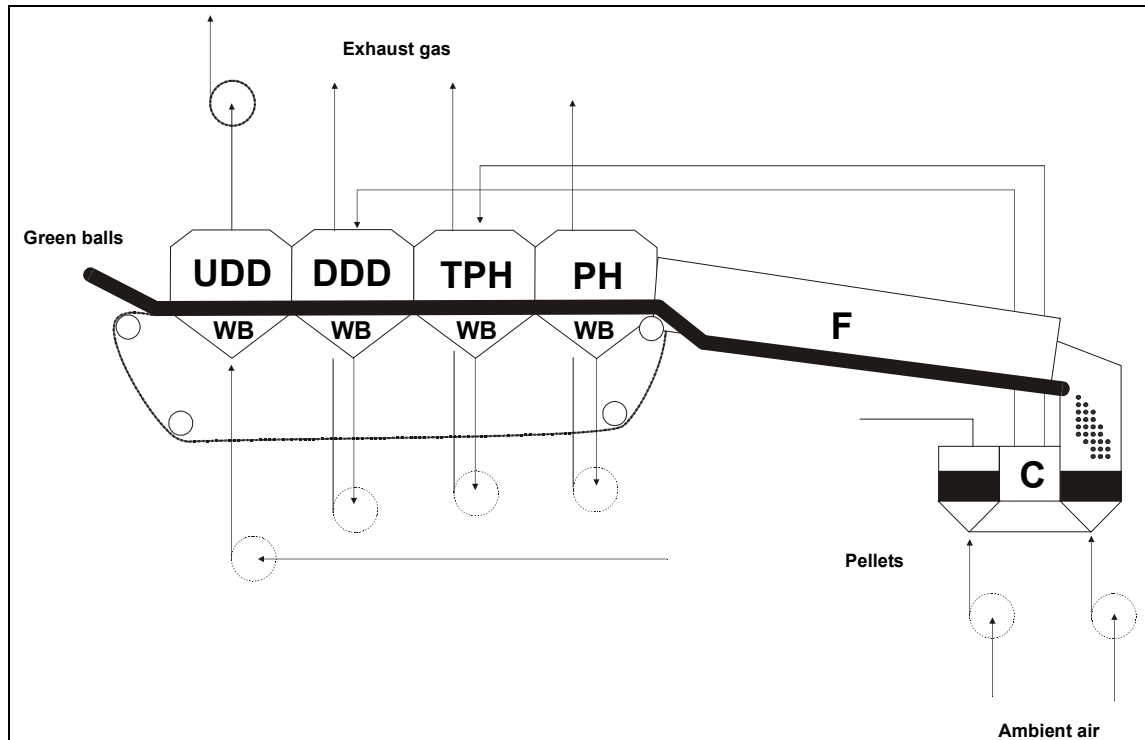 Exhaust gas
Green balls
UDD
DDD
TPH
PH
WB
WB
WB
WB
F
C
Pellets
Ambient air